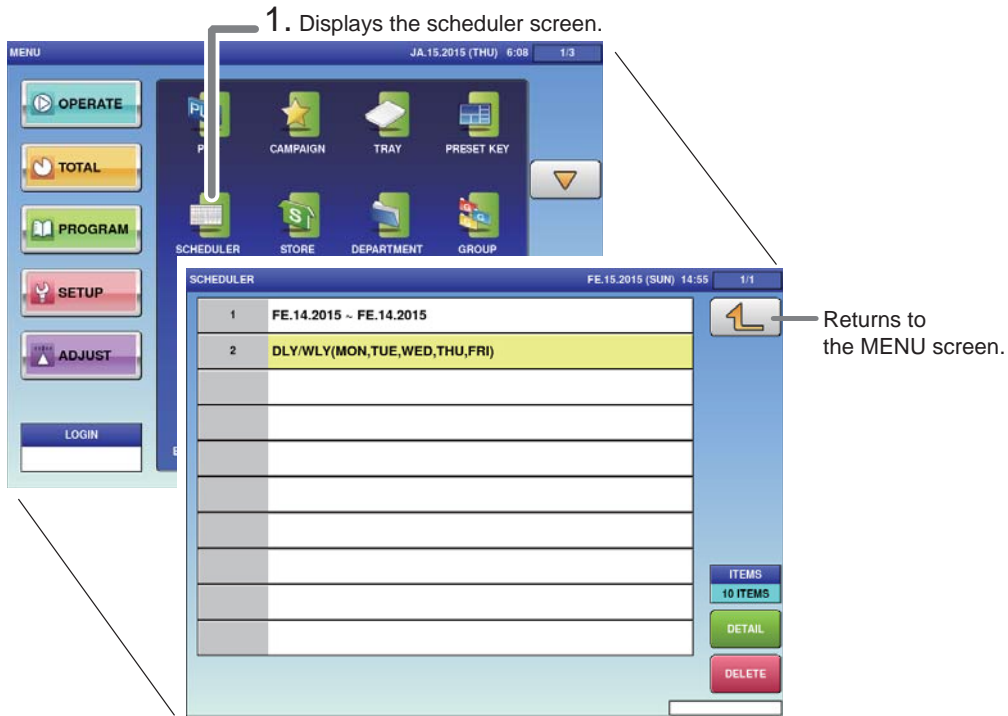 1. Displays the scheduler screen.
MENU
JA.15.2015 (THU) 6:08
1/3
OPERATE
TOTAL
PROGRAM
SETUP
ADJUST
LOGIN
CAMPAIGN
TRAY
PRESET KEY
SCHEDULER
STORE
DEPARTMENT
GROUP
SCHEDULER
FE.15.2015 (SUN) 14:55
1/1
1 FE.14.2015 ~ FE.14.2015
2 DLY/WLY(MON,TUE,WED,THU,FRI)
Returns to
the MENU screen.
ITEMS
10 ITEMS
DETAIL
DELETE